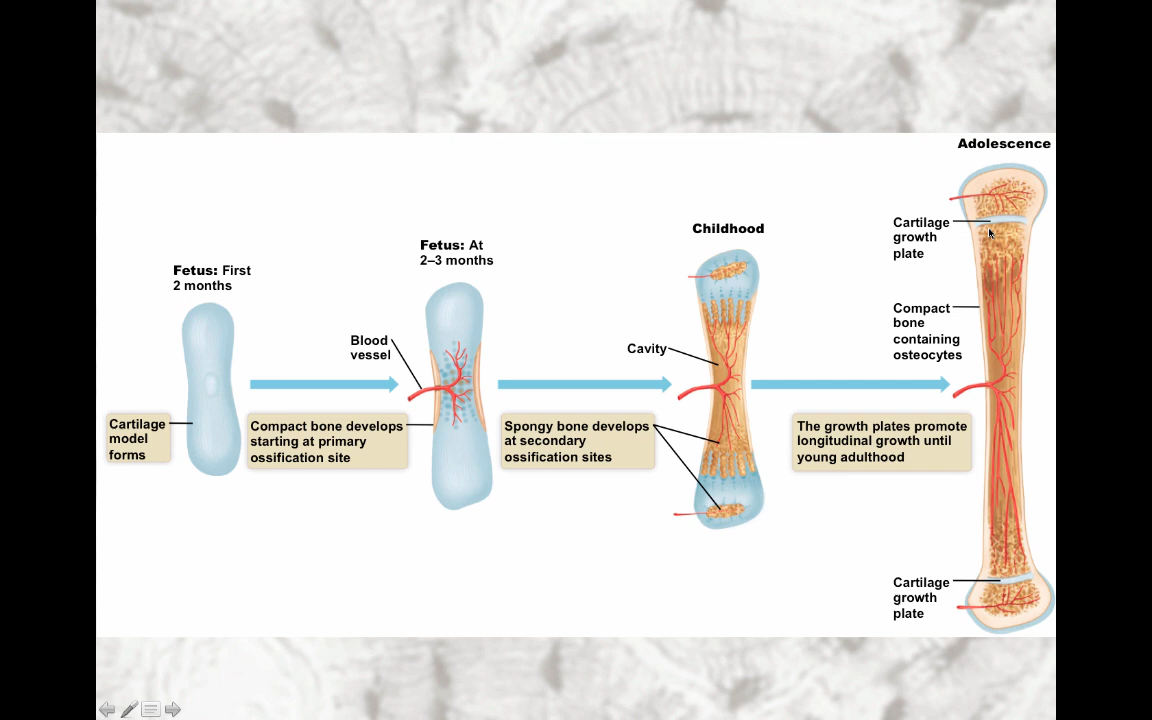 Fetus: First
2 months
Cartilage
model
forms
Fetus: At
2–3 months
Blood
vessel
Compact bone develops
starting at primary
ossification site
Childhood
Cavity
Spongy bone develops
at secondary
ossification sites
Adolescence
Cartilage
growth
plate
Compact
bone
containing
osteocytes
The growth plates promote
longitudinal growth until
young adulthood
Cartilage
growth
plate